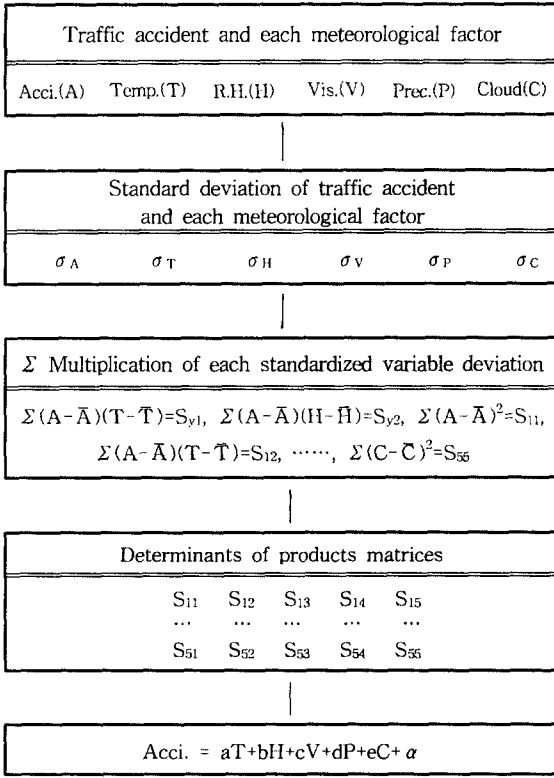 Traffic accident and each meteorological factor
Acci.(A) Temp.(T) R.H.(H) Vis.(V) Prec.(P) Cloud(C)
Standard deviation of traffic accident
and each meteorological factor
σA σT σH σV σP σC
Σ Multiplication of each standardized variable deviation
Σ(A-Ā)(T-T̄)=Sy1, Σ(A-Ā)(H-H̄)=Sy2, Σ(A-Ā)²=S11,
Σ(A-Ā)(T-T̄)=S12, ······, Σ(C-C̄)²=S55
Determinants of products matrices
S11 S12 S13 S14 S15
... ... ... ... ...
S51 S52 S53 S54 S55
Acci. = aT+bH+cV+dP+eC+ α